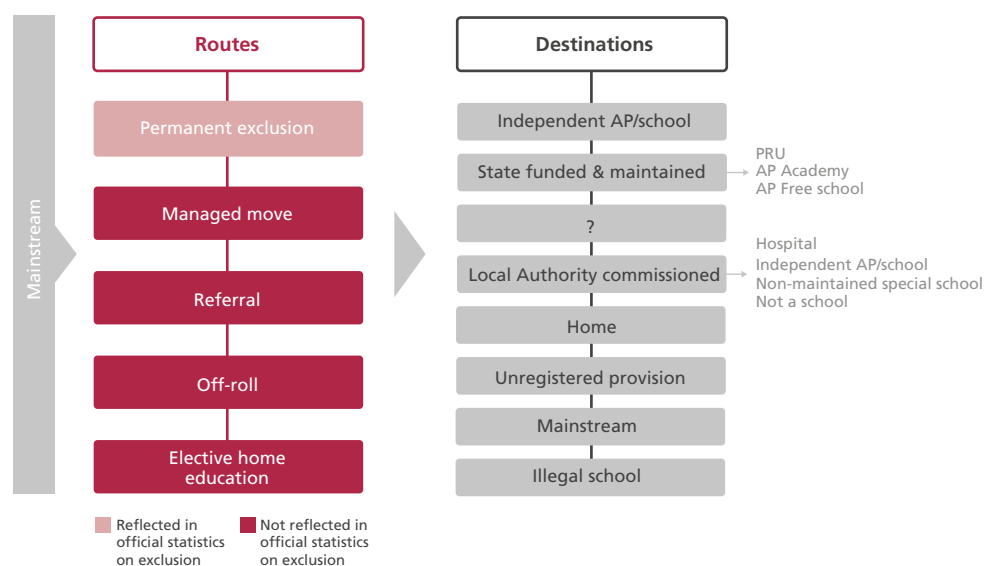 Mainstream
Routes
Permanent exclusion
Managed move
Referral
Off-roll
Elective home
education
Reflected in
official statistics
on exclusion
Not reflected in
official statistics
on exclusion
Destinations
Independent AP/school
State funded & maintained
PRU
AP Academy
AP Free school
?
Local Authority commissioned
Hospital
Independent AP/school
Non-maintained special school
Not a school
Home
Unregistered provision
Mainstream
Illegal school